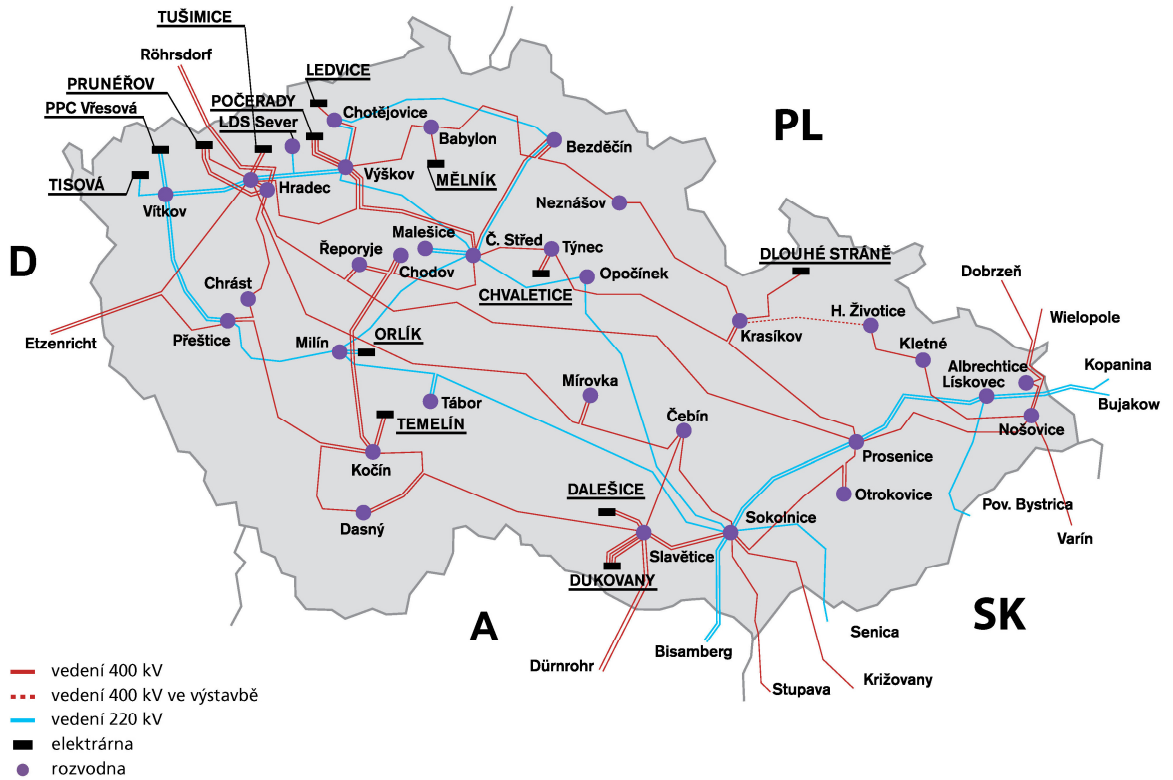 TUŠIMICE
Röhrsdorf
LEDVICE
PRUNÉŘOV
POČERADY
PPC Vřesová
LDS Sever
Chotějovice
Babylon
Bezděčín
PL
TISOVÁ
Hradec
Výškov
MĚLNÍK
Vítkov
Neznášov
D
Malešice
Č. Střed
Týnec
Řeporyje
Chodov
DLOUHÉ STRÁNĚ
Opočínek
Dobrzeň
Chrást
CHVALETICE
H. Životice
Wielopole
Etzenricht
Přeštice
Milín
ORLÍK
Krasíkov
Kletné
Albrechtice
Kopanina
Lískovec
Mírovka
Tábor
Bujakow
TEMELÍN
Čebín
Nošovice
Kočín
Prosenice
DALEŠICE
Otrokovice
Dasný
Sokolnice
Pov. Bystrica
Varín
Slavětice
DUKOVANY
A
SK
Senica
Bisamberg
Dürnrohr
Stupava
Križovany
vedení 400 kV
vedení 400 kV ve výstavbě
vedení 220 kV
elektrárna
rozvodna